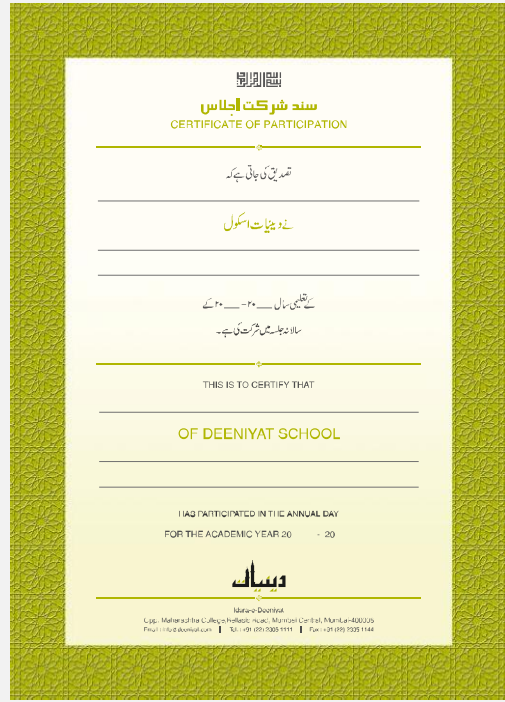 سند شرکت اجلاس
CERTIFICATE OF PARTICIPATION
تصدیق کی جاتی ہے کہ
نے دینیات اسکول
کے تعلیمی سال ___ ۲۰ - ___ ۲۰ کے
سالانہ جلسہ میں شرکت کی ہے۔
THIS IS TO CERTIFY THAT
OF DEENIYAT SCHOOL
HAS PARTICIPATED IN THE ANNUAL DAY
FOR THE ACADEMIC YEAR 20 - 20
دینیات
Idara-e-Deeniyat
Opp. Maharashtra College, Bellasis Road, Mumbai Central, Mumbai-400008
Email : info@deeniyat.com | Tel. : +91 (22) 2305 1111 | Fax : +91 (22) 2305 1144